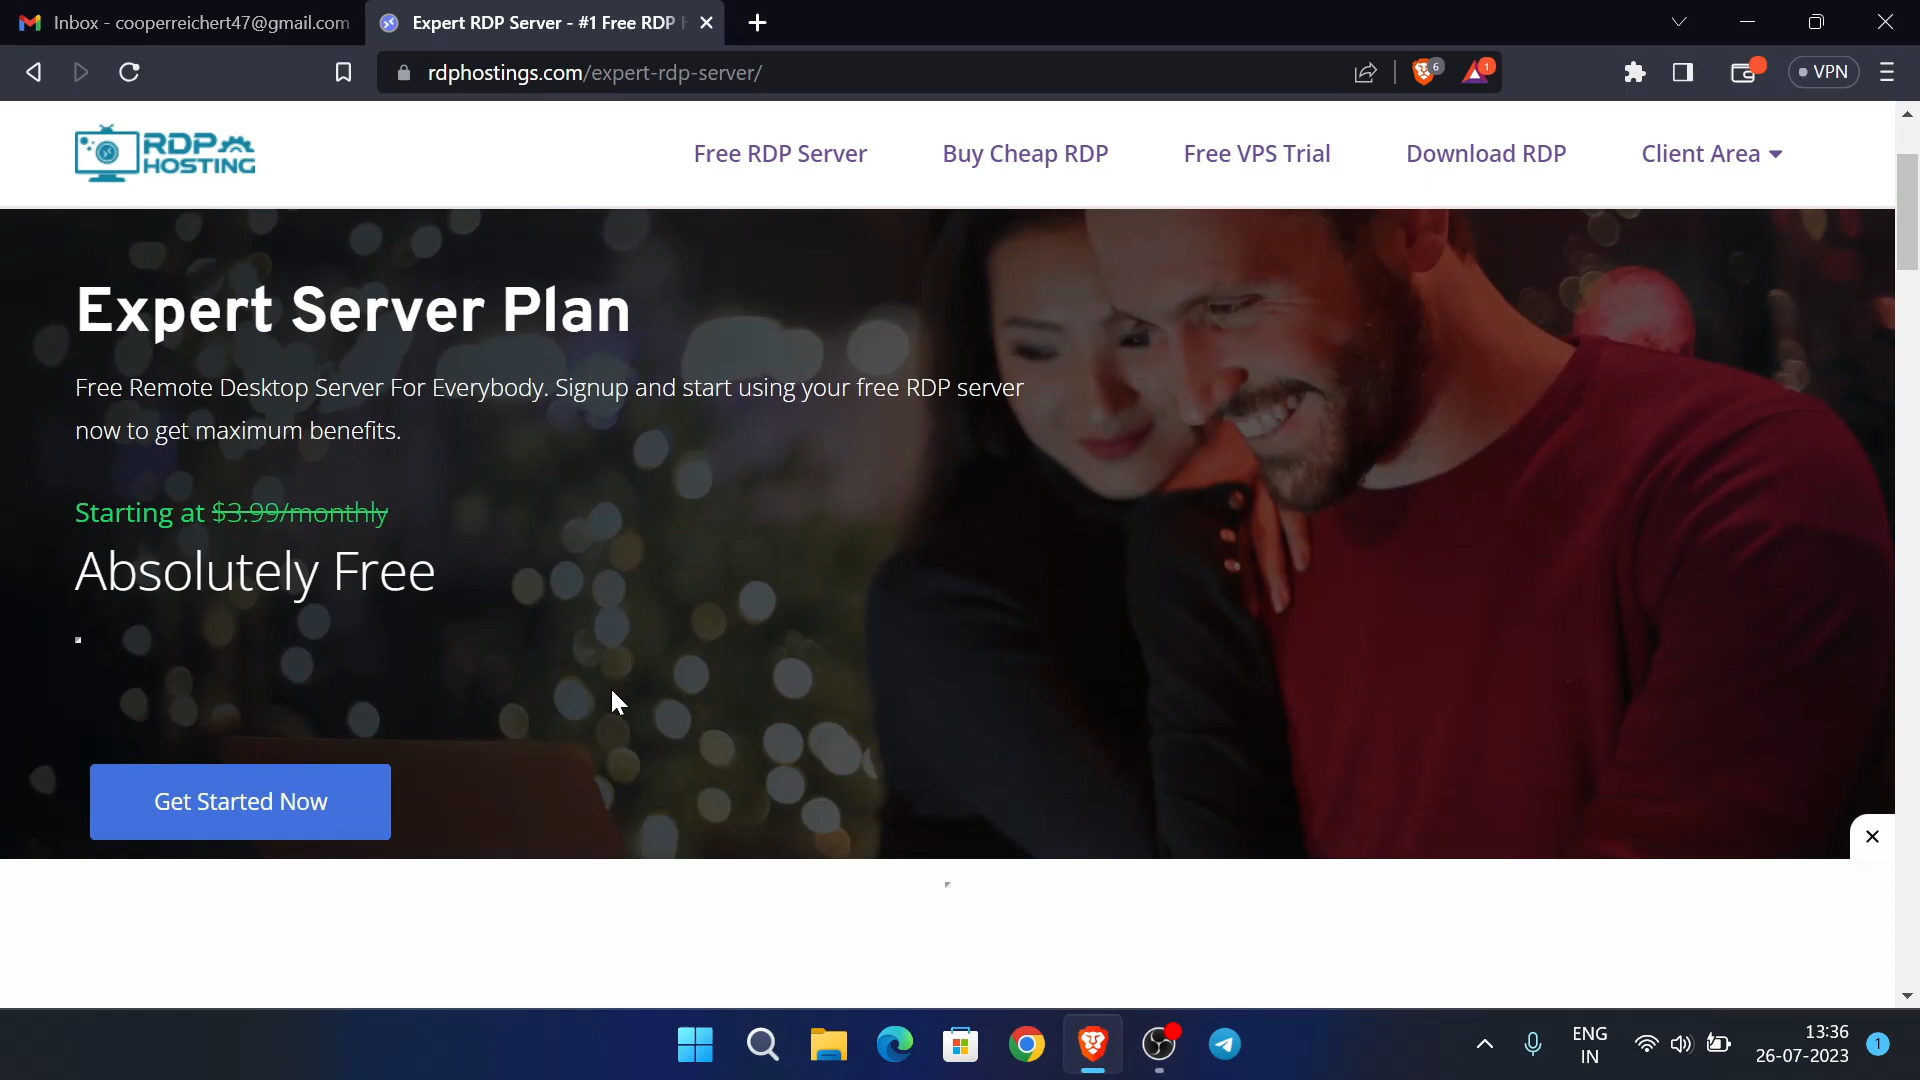 Inbox - cooperreichert47@gmail.com
Expert RDP Server - #1 Free RDP
rdphostings.com/expert-rdp-server/
6
1
VPN
RDP
HOSTING
Free RDP Server
Buy Cheap RDP
Free VPS Trial
Download RDP
Client Area
Expert Server Plan
Free Remote Desktop Server For Everybody. Signup and start using your free RDP server
now to get maximum benefits.
Starting at $3.99/monthly
Absolutely Free
Get Started Now
ENG
IN
13:36
26-07-2023
1